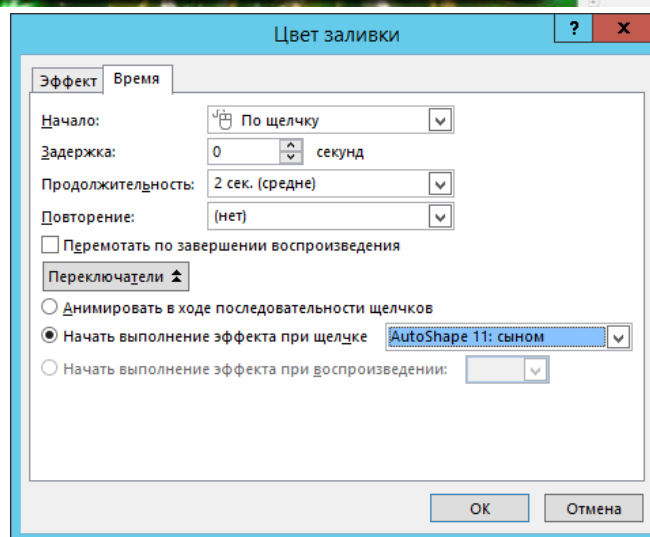 Цвет заливки
?
x
Эффект
Время
Начало:
По щелчку
Задержка:
0
секунд
Продолжительность:
2 сек. (средне)
Повторение:
(нет)
Перемотать по завершении воспроизведения
Переключатели
Анимировать в ходе последовательности щелчков
Начать выполнение эффекта при щелчке
AutoShape 11: сыном
Начать выполнение эффекта при воспроизведении:
ОК
Отмена